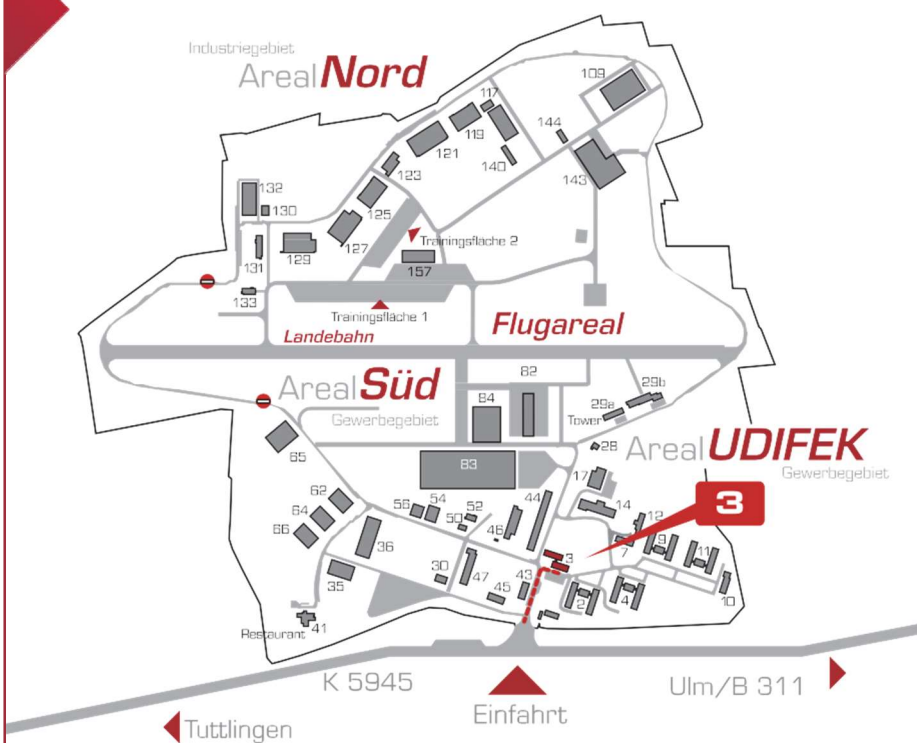 Industriegebiet
Areal Nord
109
117
119
144
121
140
123
143
132
125
130
Trainingsfläche 2
127
129
131
157
133
Trainingsfläche 1
Flugareal
Landebahn
82
29b
Areal Süd
84
29a
Tower
Gewerbegebiet
28
Areal UDIFEK
65
83
17
Gewerbegebiet
62
56
54
52
44
14
3
64
50
12
66
46
36
3
7
9
11
30
47
43
35
45
2
4
10
41
Restaurant
K 5945
Ulm/B 311
Einfahrt
Tuttlingen